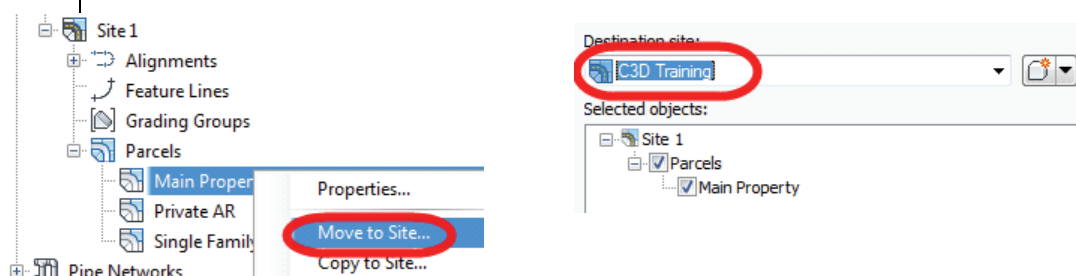 Site 1
Alignments
Feature Lines
Grading Groups
Parcels
Main Proper
Private AR
Single Family
Pipe Networks
Properties...
Move to Site...
Copy to Site...
Destination site:
C3D Training
Selected objects:
Site 1
Parcels
Main Property